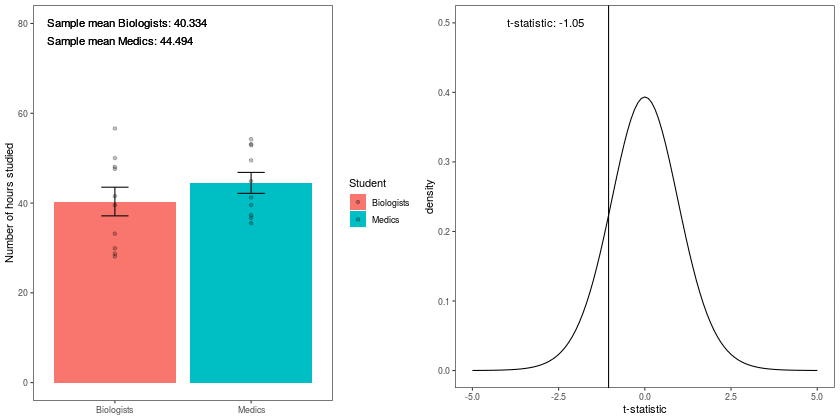 Sample mean Biologists: 40.334
Sample mean Medics: 44.494
Number of hours studied
80
60
40
20
0
Biologists
Medics
Student
Biologists
Medics
t-statistic: -1.05
density
0.5
0.4
0.3
0.2
0.1
0.0
-5.0
-2.5
0.0
2.5
5.0
t-statistic